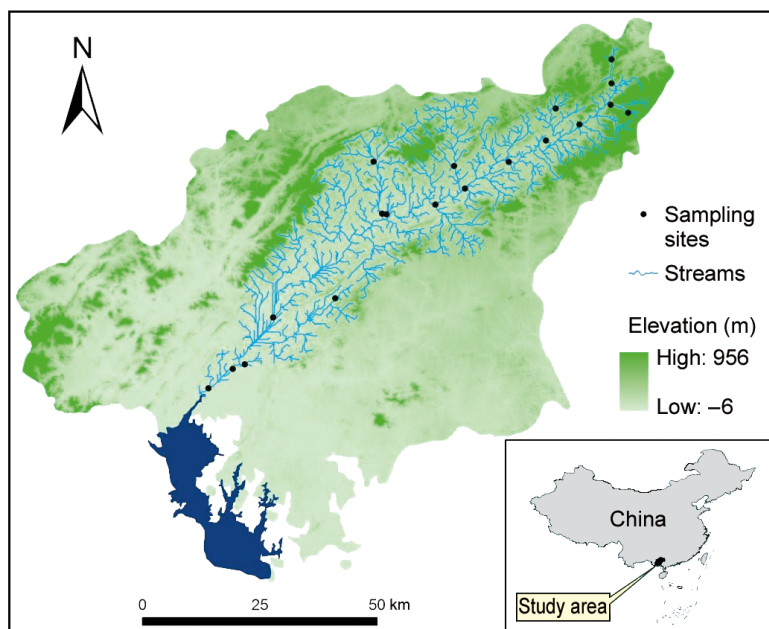 N
Sampling
sites
Streams
Elevation (m)
High: 956
Low: –6
China
Study area
0 25 50 km